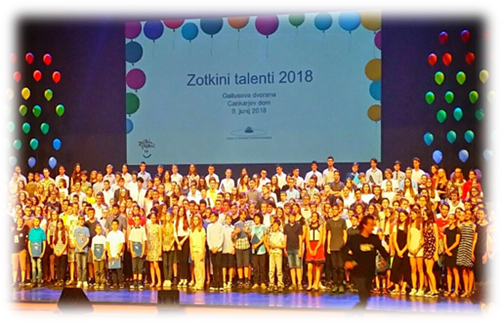 Zotkini talenti 2018
Gallusova dvorana
Cankarjev dom
9. junij 2018